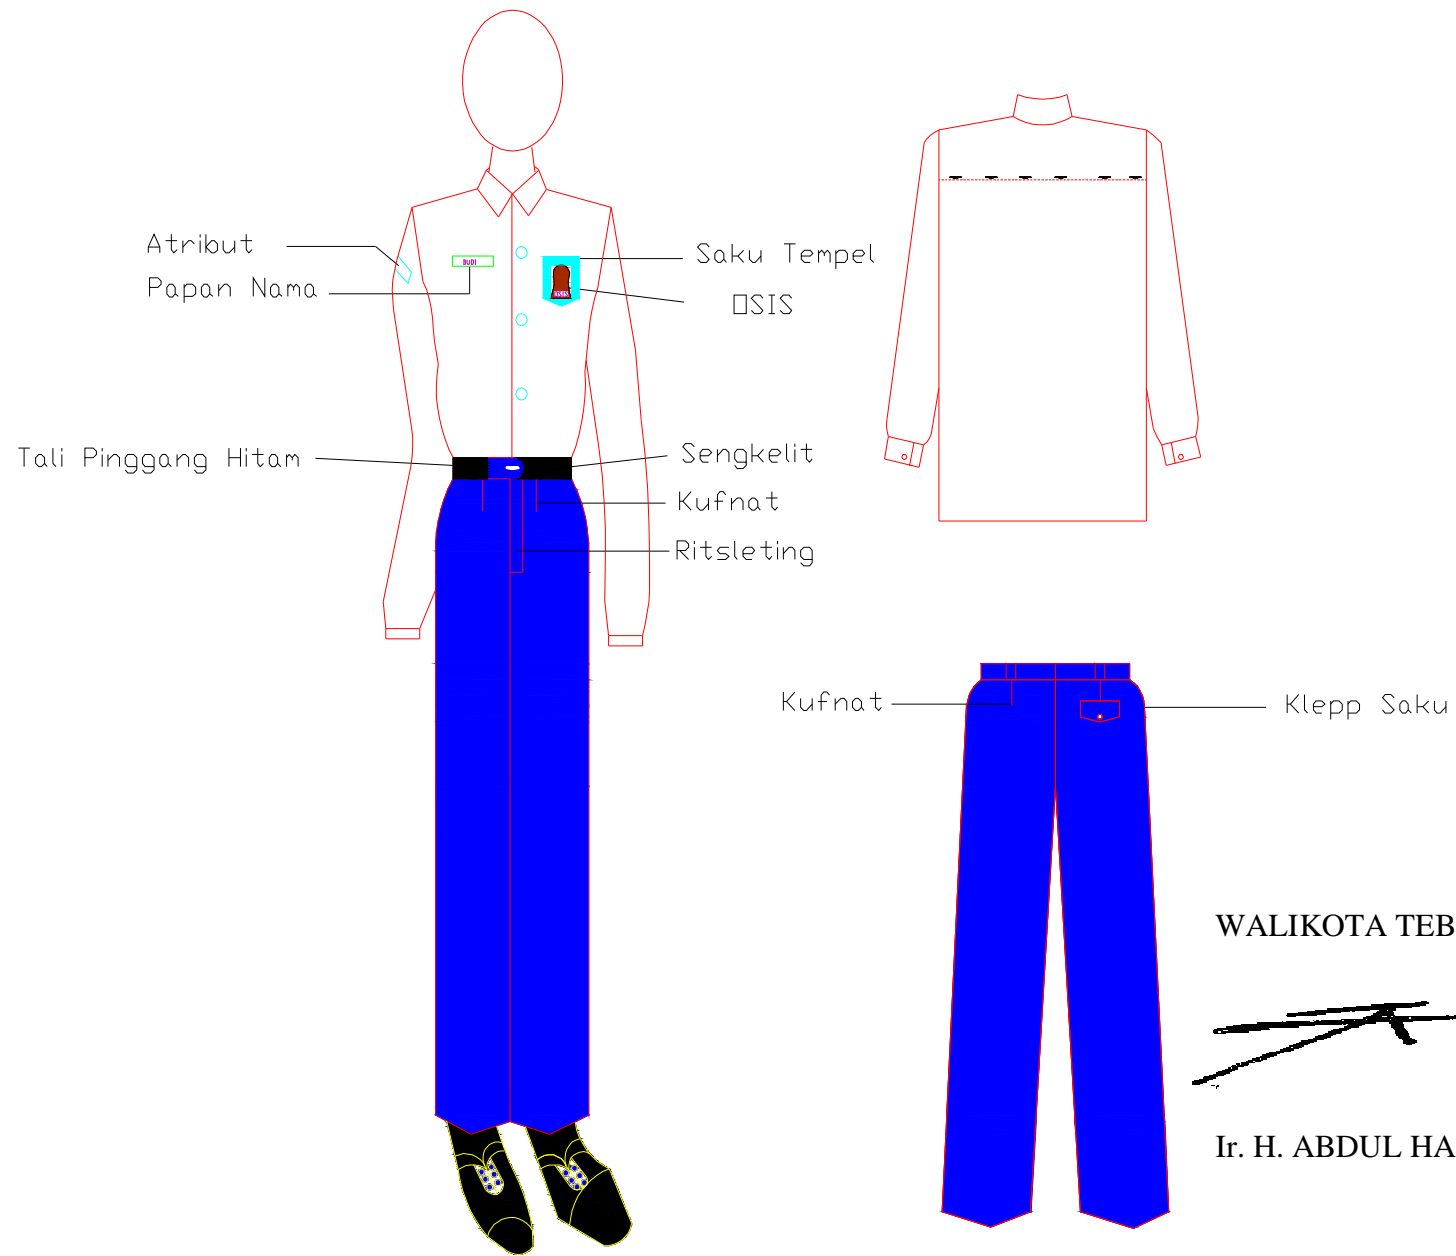 Atribut
Papan Nama
BUDI
Saku Tempel
OSIS
Tali Pinggang Hitam
Sengkelit
Kufnat
Ritsleting
Kufnat
Klepp Saku
WALIKOTA TEB
Ir. H. ABDUL HA